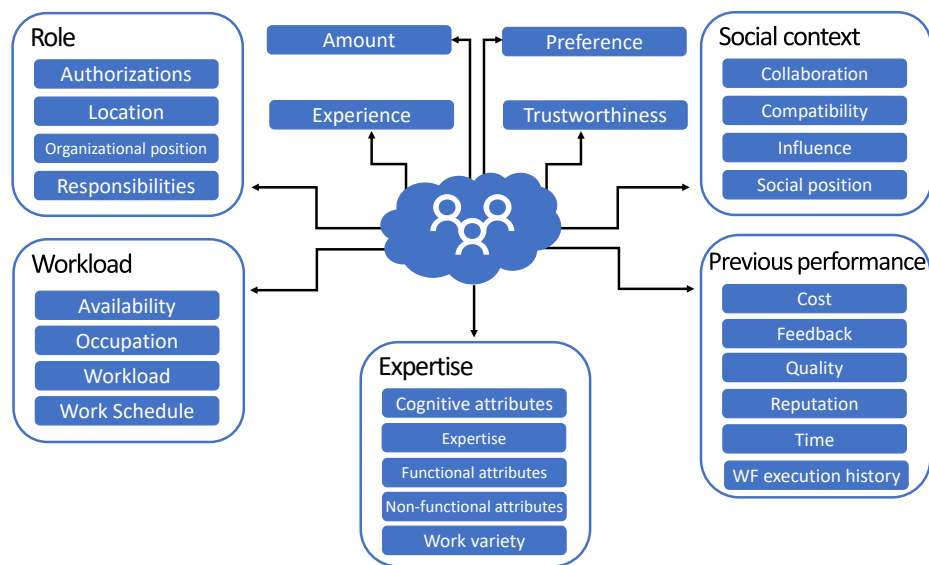 Role
Authorizations
Location
Organizational position
Responsibilities
Amount
Preference
Experience
Trustworthiness
Social context
Collaboration
Compatibility
Influence
Social position
Workload
Availability
Occupation
Workload
Work Schedule
Expertise
Cognitive attributes
Expertise
Functional attributes
Non-functional attributes
Work variety
Previous performance
Cost
Feedback
Quality
Reputation
Time
WF execution history